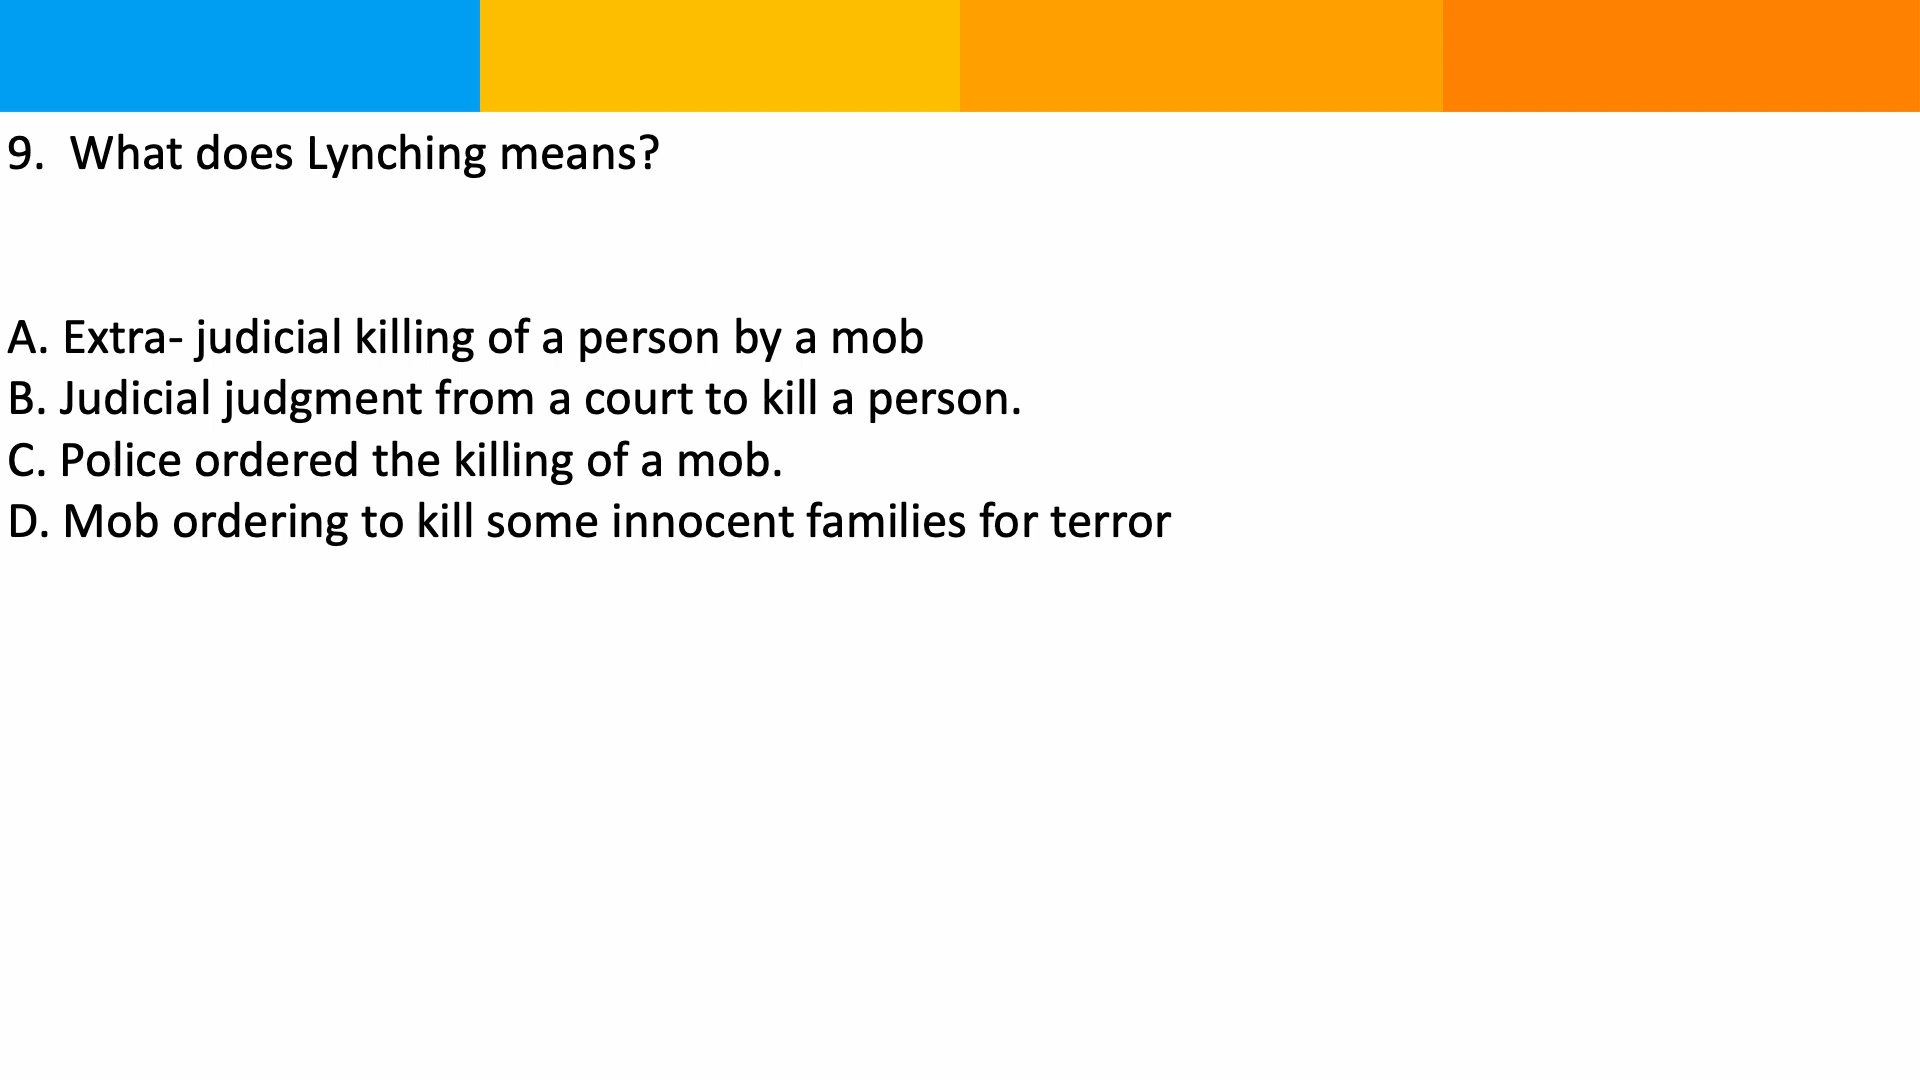 9.  What does Lynching means?
A. Extra- judicial killing of a person by a mob
B. Judicial judgment from a court to kill a person.
C. Police ordered the killing of a mob.
D. Mob ordering to kill some innocent families for terror